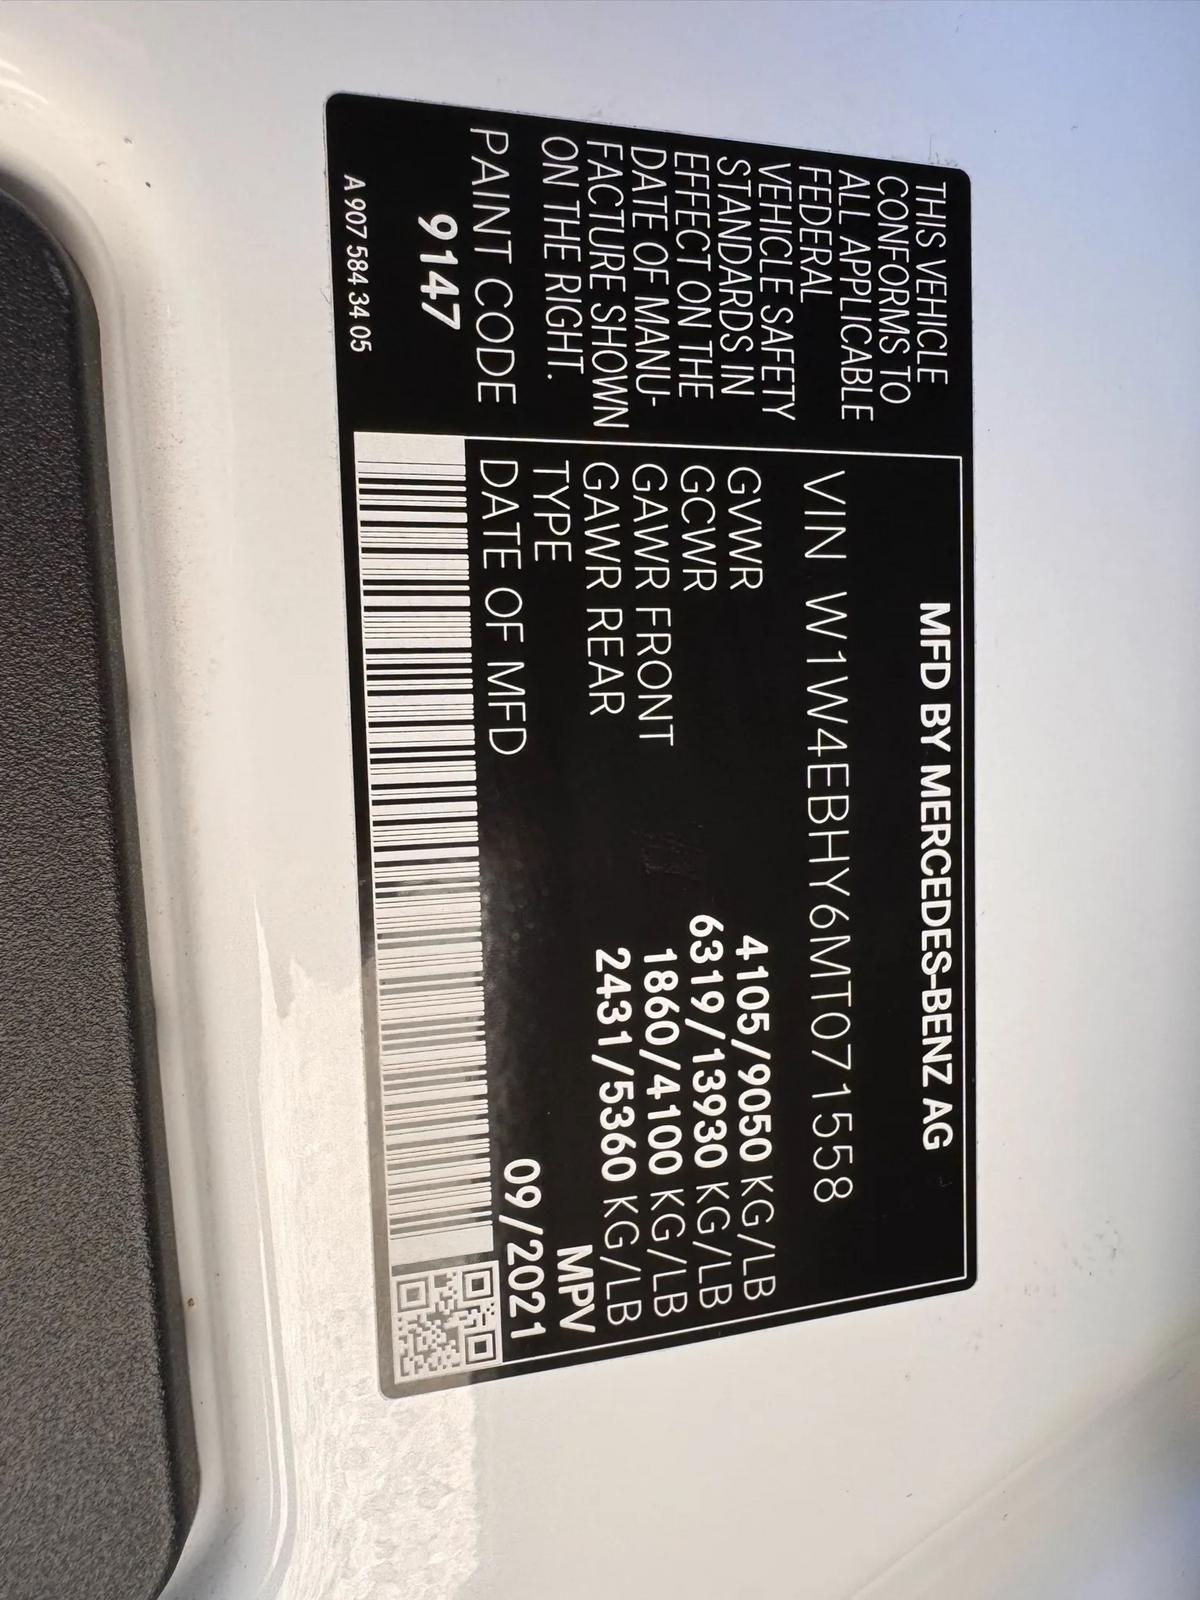 THIS VEHICLE
CONFORMS TO
ALL APPLICABLE
FEDERAL
VEHICLE SAFETY
STANDARDS IN
EFFECT ON THE
DATE OF MANU-
FACTURE SHOWN
ON THE RIGHT.
PAINT CODE
9147
A 907 584 34 05
MFD BY MERCEDES-BENZ AG
VIN W1W4EBHY6MT071558
GVWR 4105/9050 KG/LB
GCWR 6319/13930 KG/LB
GAWR FRONT 1860/4100 KG/LB
GAWR REAR 2431/5360 KG/LB
TYPE MPV
DATE OF MFD 09/2021